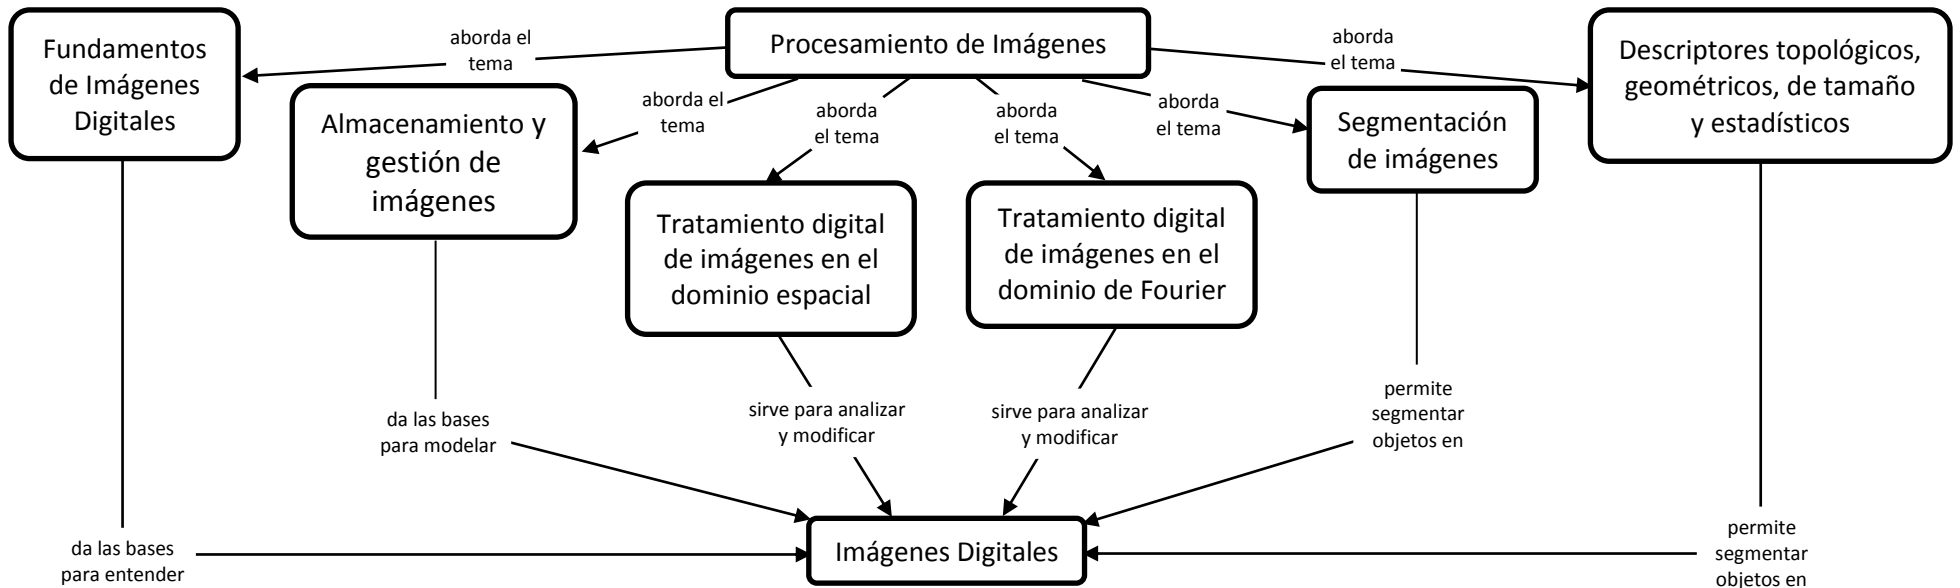 Procesamiento de Imágenes
aborda el
tema
aborda el
tema
aborda
el tema
aborda
el tema
aborda
el tema
aborda
el tema
Fundamentos
de Imágenes
Digitales
Almacenamiento y
gestión de
imágenes
Tratamiento digital
de imágenes en el
dominio espacial
Tratamiento digital
de imágenes en el
dominio de Fourier
Segmentación
de imágenes
Descriptores topológicos,
geométricos, de tamaño
y estadísticos
da las bases
para entender
da las bases
para modelar
sirve para analizar
y modificar
sirve para analizar
y modificar
permite
segmentar
objetos en
permite
segmentar
objetos en
Imágenes Digitales